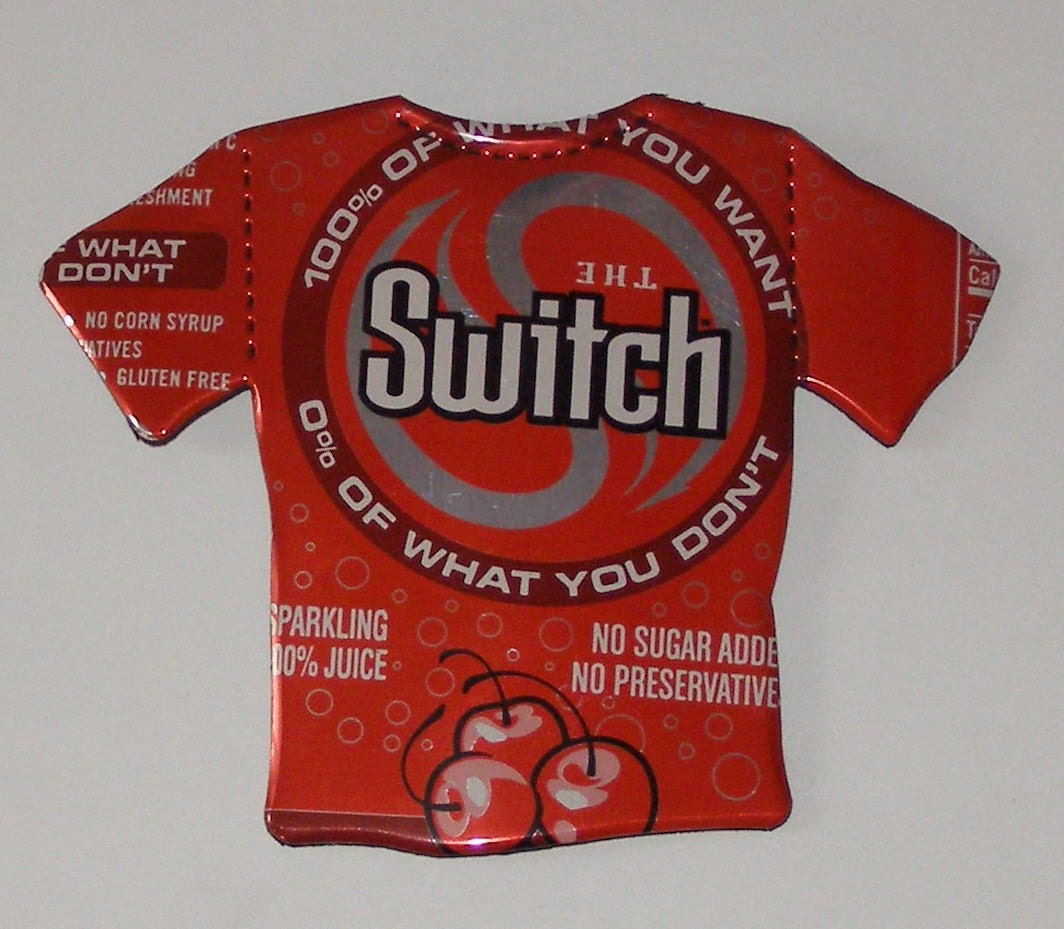 ESHMENT
WHAT
DON'T
NO CORN SYRUP
ATIVES
GLUTEN FREE
100% OF WHAT YOU WANT
THE
Switch
0% OF WHAT YOU DON'T
SPARKLING
00% JUICE
NO SUGAR ADDE
NO PRESERVATIVE
Cal